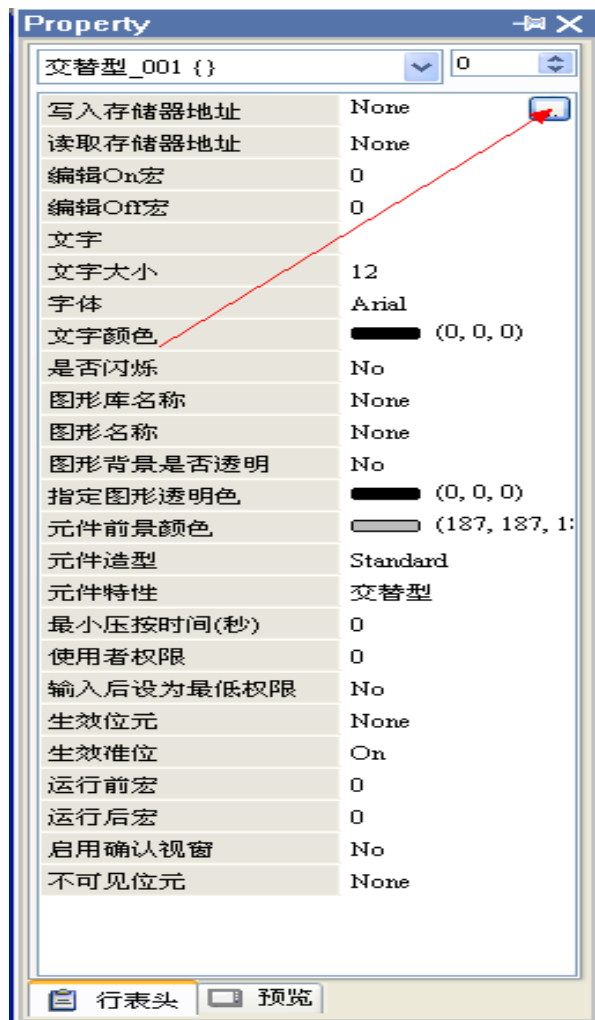 Property
交替型_001 {} 0
写入存储器地址 None ...
读取存储器地址 None
编辑On宏 0
编辑Off宏 0
文字
文字大小 12
字体 Arial
文字颜色 (0, 0, 0)
是否闪烁 No
图形库名称 None
图形名称 None
图形背景是否透明 No
指定图形透明色 (0, 0, 0)
元件前景颜色 (187, 187, 1
元件造型 Standard
元件特性 交替型
最小压按时间(秒) 0
使用者权限 0
输入后设为最低权限 No
生效位元 None
生效准位 On
运行前宏 0
运行后宏 0
启用确认视窗 No
不可见位元 None
行表头 预览